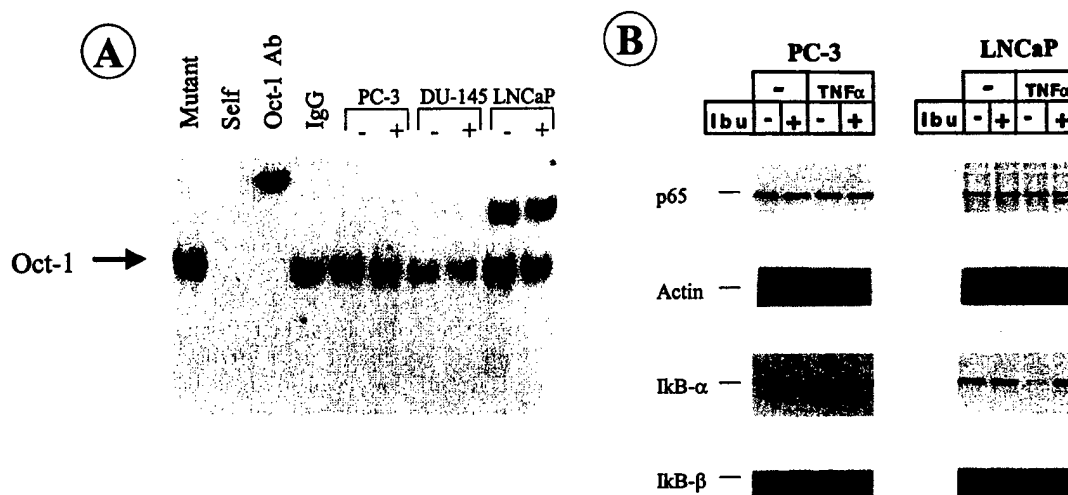 A
Mutant
Self
Oct-1 Ab
IgG
PC-3 DU-145 LNCaP
- + - + - +
Oct-1
B
PC-3 LNCaP
- TNFα - TNFα
Ibu - + - + Ibu - + - +
p65
Actin
IkB-α
IkB-β